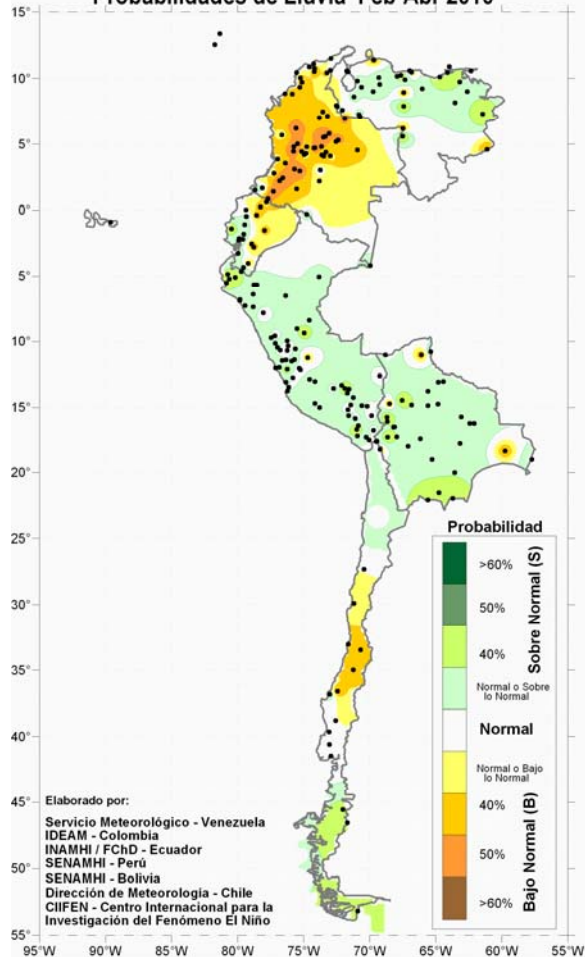 Probabilidades de Lluvia Feb-Abr 2010
15°
10°
5°
0°
5°
10°
15°
20°
25°
30°
35°
40°
45°
50°
55°
95°W 90°W 85°W 80°W 75°W 70°W 65°W 60°W 55°W
Probabilidad
>60%
50%
40%
Sobre Normal (S)
Normal o Sobre
lo Normal
Normal
Normal o Bajo
lo Normal
40%
50%
>60%
Bajo Normal (B)
Elaborado por:
Servicio Meteorológico - Venezuela
IDEAM - Colombia
INAMHI / FChD - Ecuador
SENAMHI - Perú
SENAMHI - Bolivia
Dirección de Meteorología - Chile
CIIFEN - Centro Internacional para la
Investigación del Fenómeno El Niño